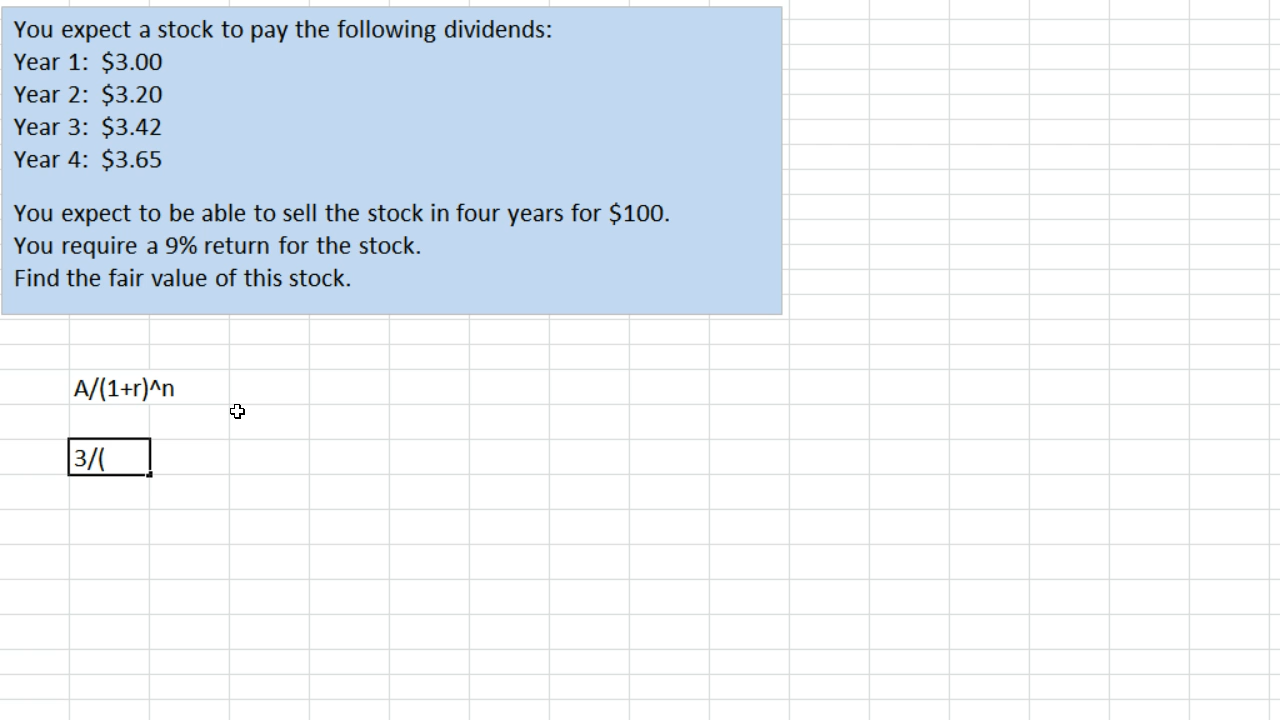 You expect a stock to pay the following dividends:
Year 1:  $3.00
Year 2:  $3.20
Year 3:  $3.42
Year 4:  $3.65
You expect to be able to sell the stock in four years for $100.
You require a 9% return for the stock.
Find the fair value of this stock.
A/(1+r)^n
3/(